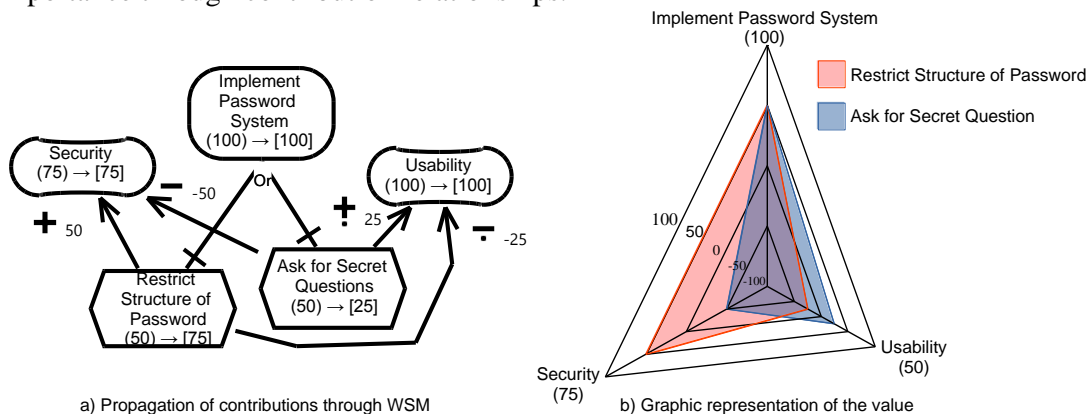 Implement
Password
System
(100) → [100]
Security
(75) → [75]
Usability
(100) → [100]
Or
-50
50
25
-25
Restrict
Structure of
Password
(50) → [75]
Ask for Secret
Questions
(50) → [25]
a) Propagation of contributions through WSM
Implement Password System
(100)
Restrict Structure of Password
Ask for Secret Question
100
50
0
-50
-100
Usability
(50)
Security
(75)
b) Graphic representation of the value